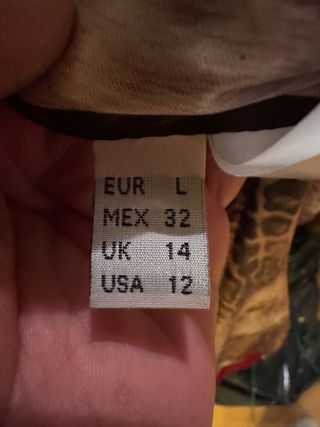 EUR L
MEX 32
UK 14
USA 12